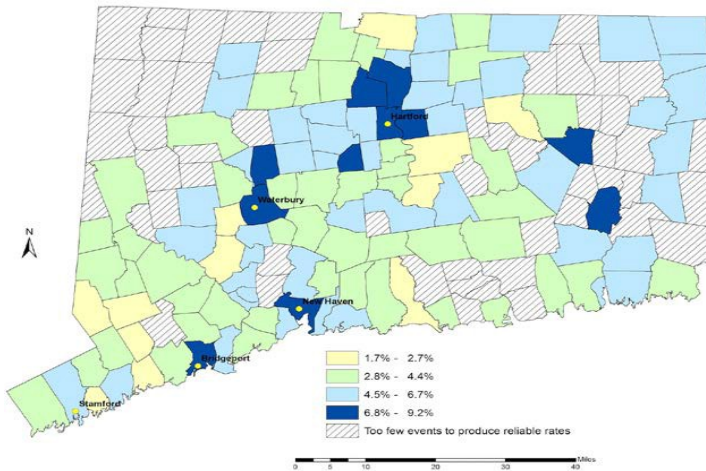 Hartford
Waterbury
N
New Haven
Bridgeport
Stamford
1.7% - 2.7%
2.8% - 4.4%
4.5% - 6.7%
6.8% - 9.2%
Too few events to produce reliable rates
Miles
0 5 10 20 30 40